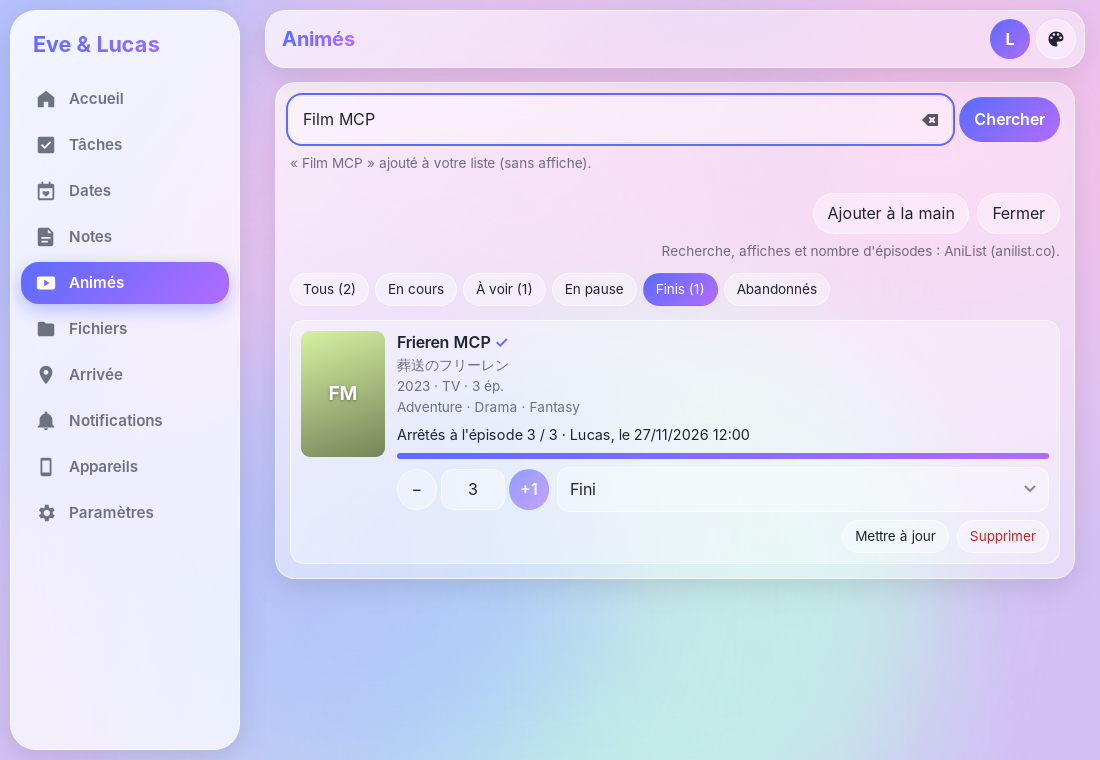 Eve & Lucas
Accueil
Tâches
Dates
Notes
Animés
Fichiers
Arrivée
Notifications
Appareils
Paramètres
Animés
L
Film MCP
Chercher
« Film MCP » ajouté à votre liste (sans affiche).
Ajouter à la main
Fermer
Recherche, affiches et nombre d'épisodes : AniList (anilist.co).
Tous (2)
En cours
À voir (1)
En pause
Finis (1)
Abandonnés
FM
Frieren MCP
葬送のフリーレン
2023 · TV · 3 ép.
Adventure · Drama · Fantasy
Arrêtés à l'épisode 3 / 3 · Lucas, le 27/11/2026 12:00
−
3
+1
Fini
Mettre à jour
Supprimer